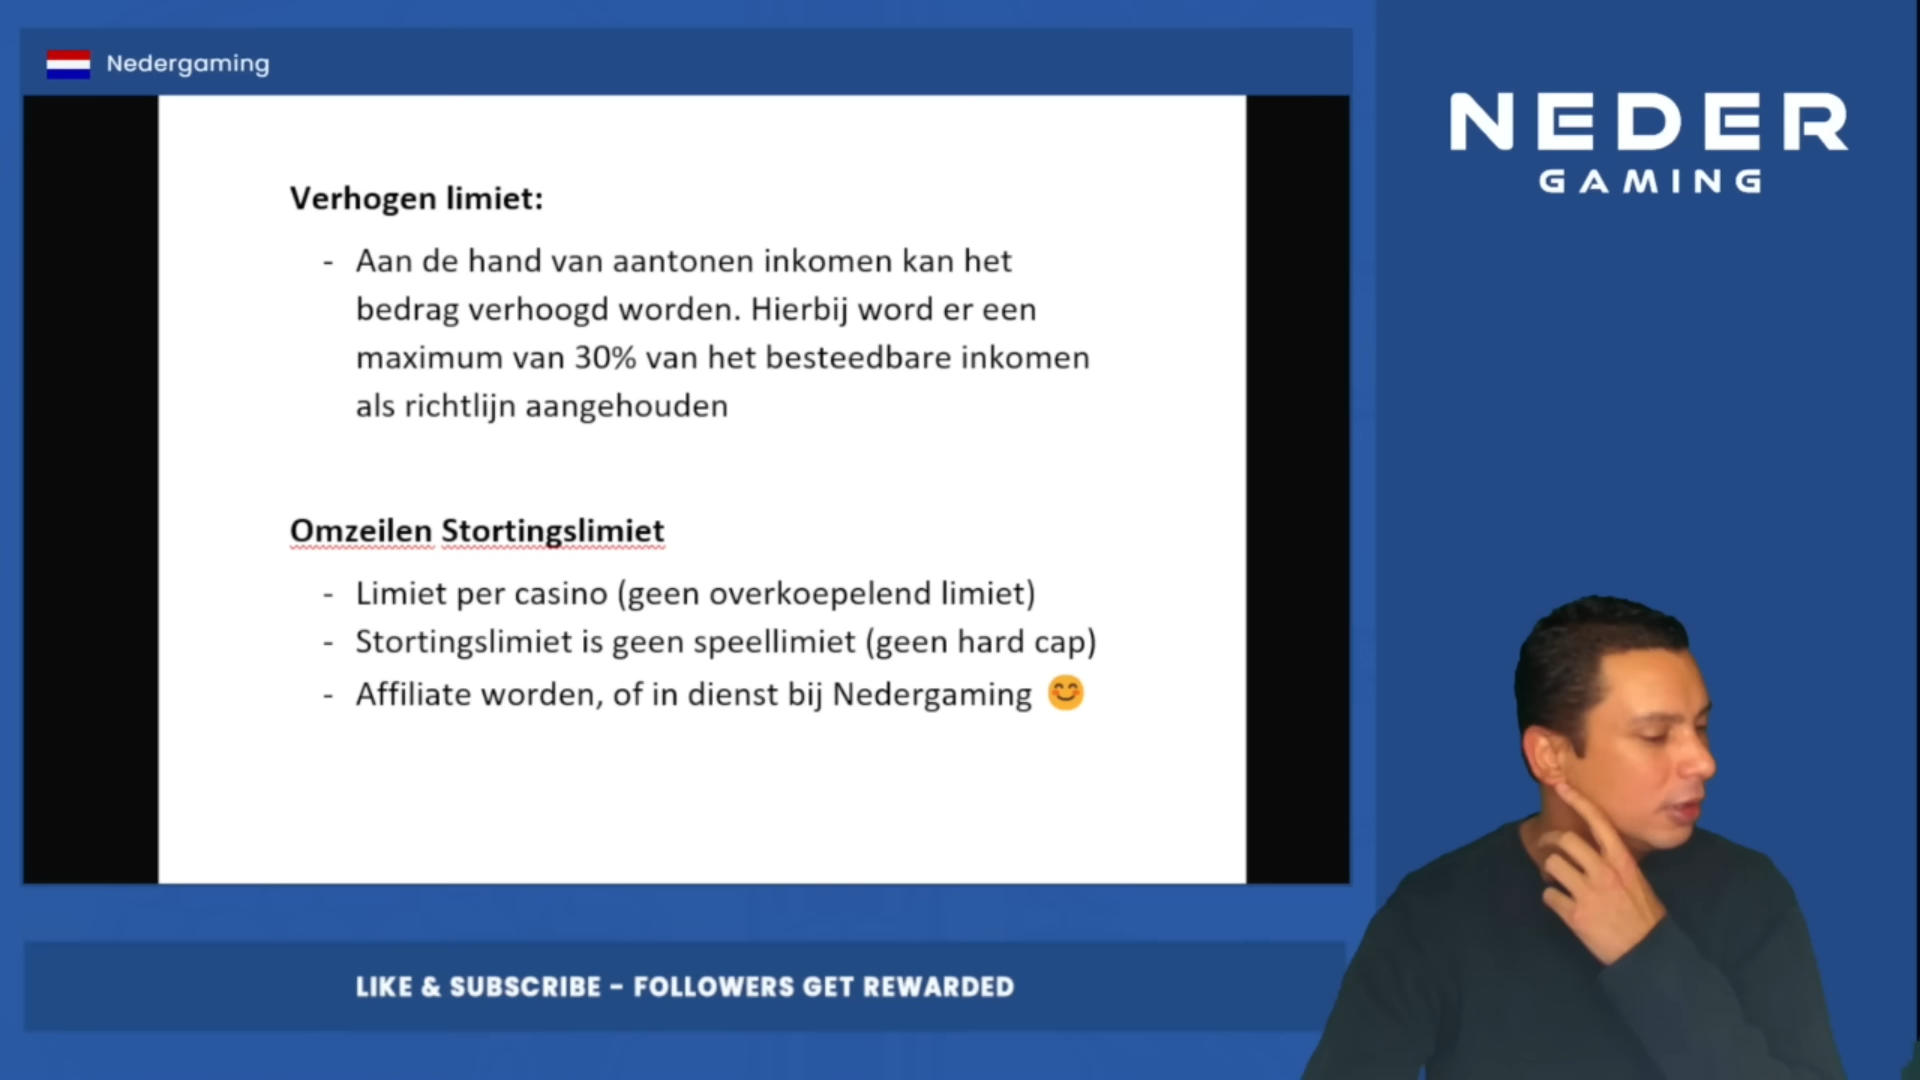 Nedergaming
NEDER
GAMING
Verhogen limiet:
- Aan de hand van aantonen inkomen kan het
bedrag verhoogd worden. Hierbij word er een
maximum van 30% van het besteedbare inkomen
als richtlijn aangehouden
Omzeilen Stortingslimiet
- Limiet per casino (geen overkoepelend limiet)
- Stortingslimiet is geen speellimiet (geen hard cap)
- Affiliate worden, of in dienst bij Nedergaming 😊
LIKE & SUBSCRIBE - FOLLOWERS GET REWARDED